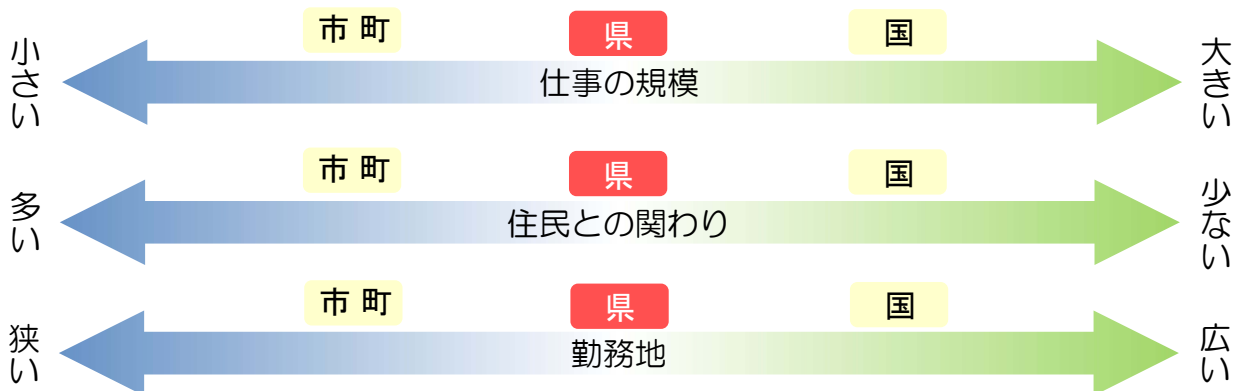 市町 県 国
小さい 仕事の規模 大きい
市町 県 国
多い 住民との関わり 少ない
市町 県 国
狭い 勤務地 広い